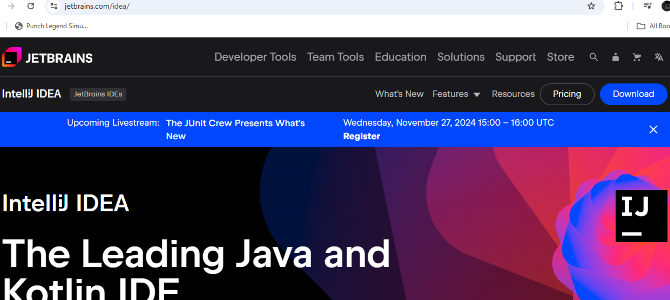 jetbrains.com/idea/
Punch Legend Simu...
All Boo
JETBRAINS
Developer Tools Team Tools Education Solutions Support Store
IntelliJ IDEA JetBrains IDEs What's New Features Resources Pricing Download
Upcoming Livestream: The JUnit Crew Presents What's New Wednesday, November 27, 2024 15:00 – 16:00 UTC Register
IntelliJ IDEA
IJ
The Leading Java and
Kotlin IDE